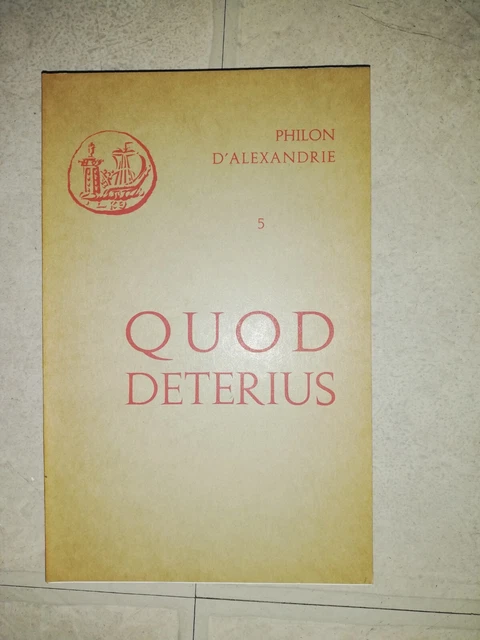 PHILON
D'ALEXANDRIE
5
QUOD
DETERIUS